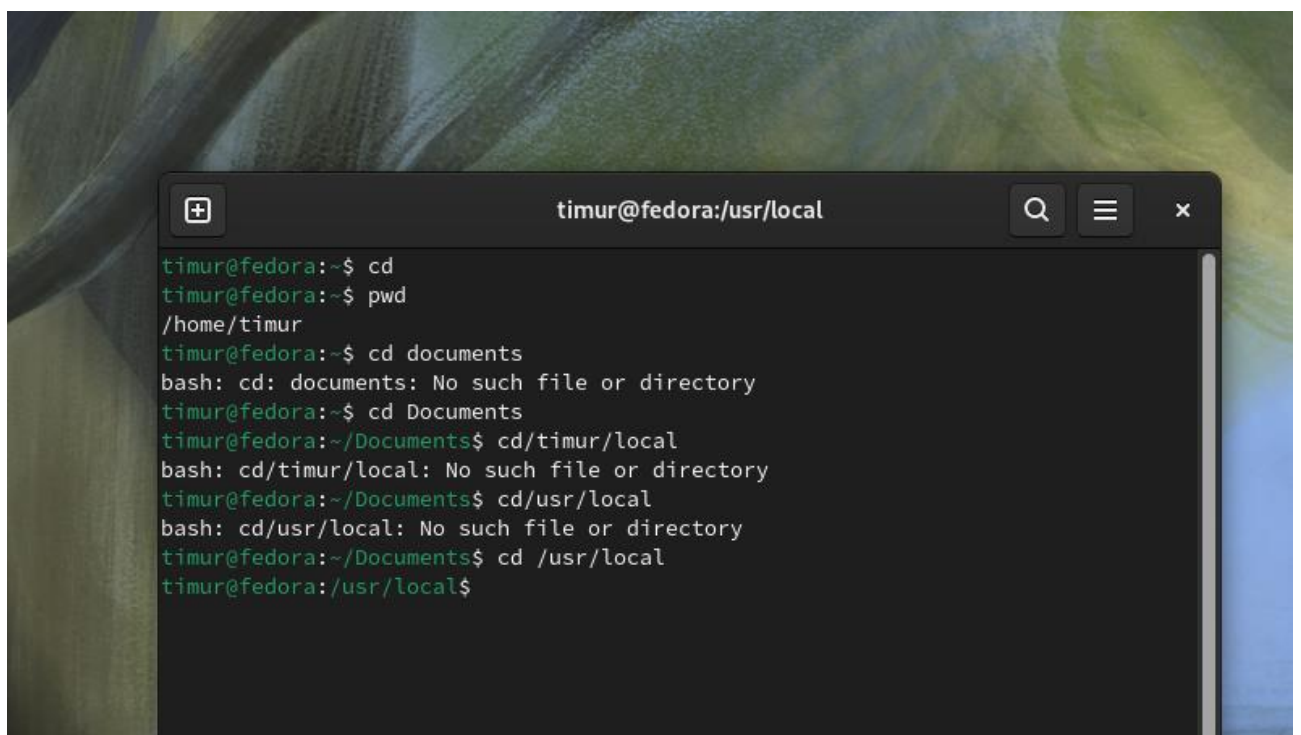 timur@fedora:/usr/local
timur@fedora:~$ cd
timur@fedora:~$ pwd
/home/timur
timur@fedora:~$ cd documents
bash: cd: documents: No such file or directory
timur@fedora:~$ cd Documents
timur@fedora:~/Documents$ cd/timur/local
bash: cd/timur/local: No such file or directory
timur@fedora:~/Documents$ cd/usr/local
bash: cd/usr/local: No such file or directory
timur@fedora:~/Documents$ cd /usr/local
timur@fedora:/usr/local$